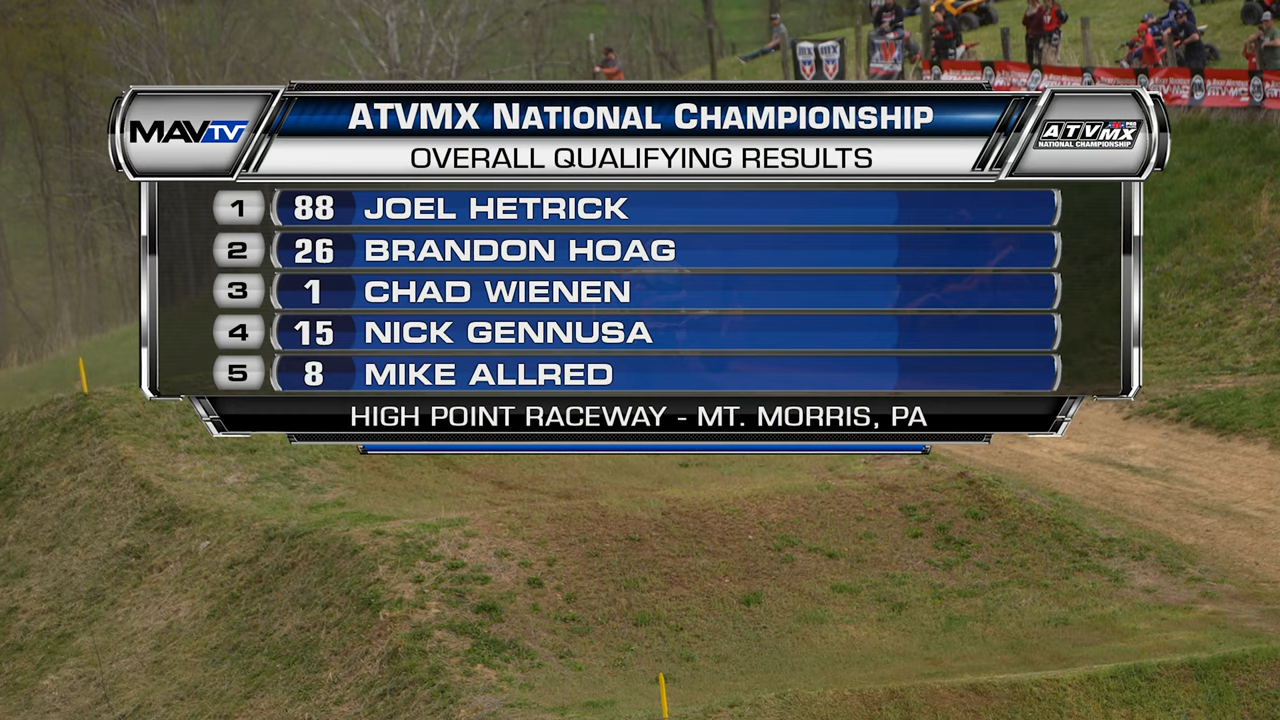 MAVTV
ATVMX NATIONAL CHAMPIONSHIP
OVERALL QUALIFYING RESULTS
ATVMX PRO
NATIONAL CHAMPIONSHIP
1 88 JOEL HETRICK
2 26 BRANDON HOAG
3 1 CHAD WIENEN
4 15 NICK GENNUSA
5 8 MIKE ALLRED
HIGH POINT RACEWAY - MT. MORRIS, PA